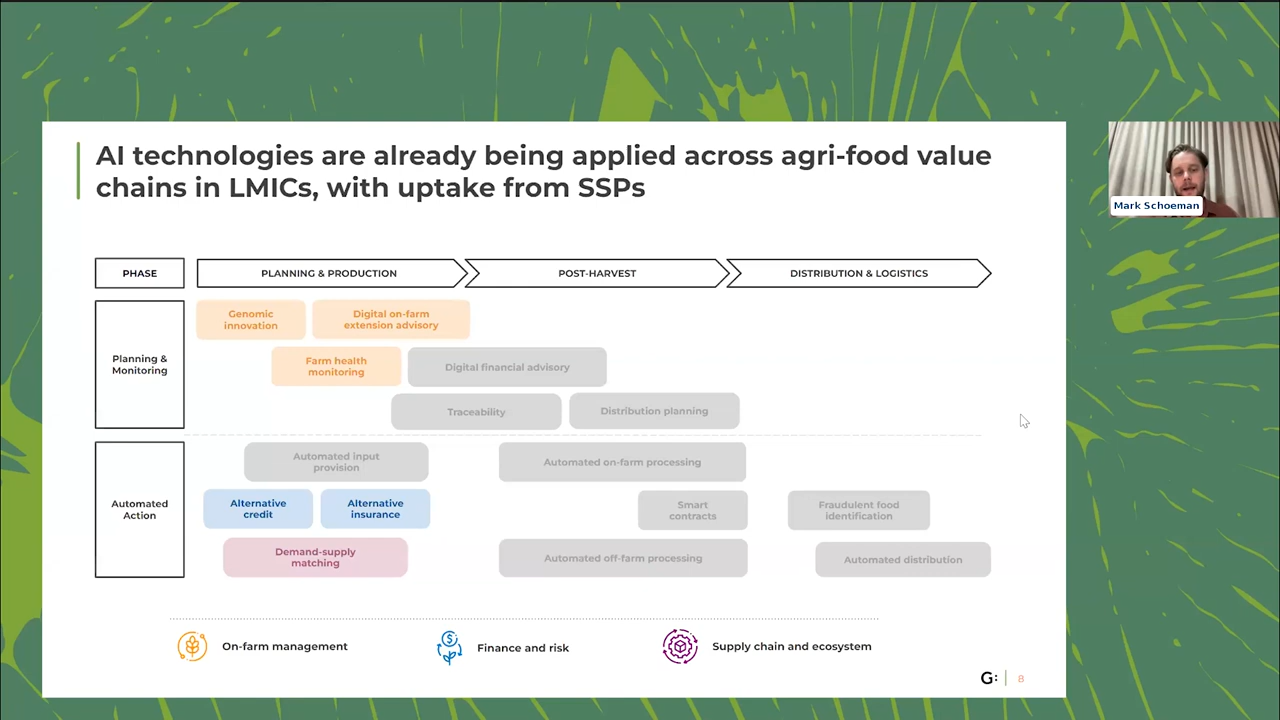 AI technologies are already being applied across agri-food value
chains in LMICs, with uptake from SSPs
Mark Schoeman
PHASE
PLANNING & PRODUCTION
POST-HARVEST
DISTRIBUTION & LOGISTICS
Planning &
Monitoring
Genomic
innovation
Digital on-farm
extension advisory
Farm health
monitoring
Digital financial advisory
Traceability
Distribution planning
Automated
Action
Automated input
provision
Automated on-farm processing
Alternative
credit
Alternative
insurance
Smart
contracts
Fraudulent food
identification
Demand-supply
matching
Automated off-farm processing
Automated distribution
On-farm management
Finance and risk
Supply chain and ecosystem
G:
8